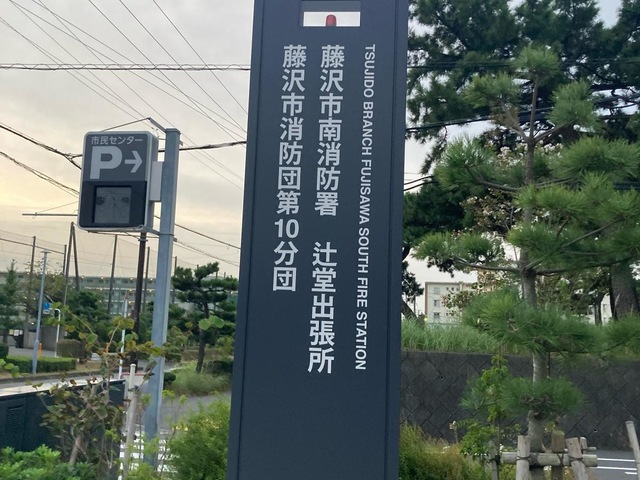 TSUJIDO BRANCH FUJISAWA SOUTH FIRE STATION
藤沢市南消防署 辻堂出張所
藤沢市消防団第10分団
市民センター
P→